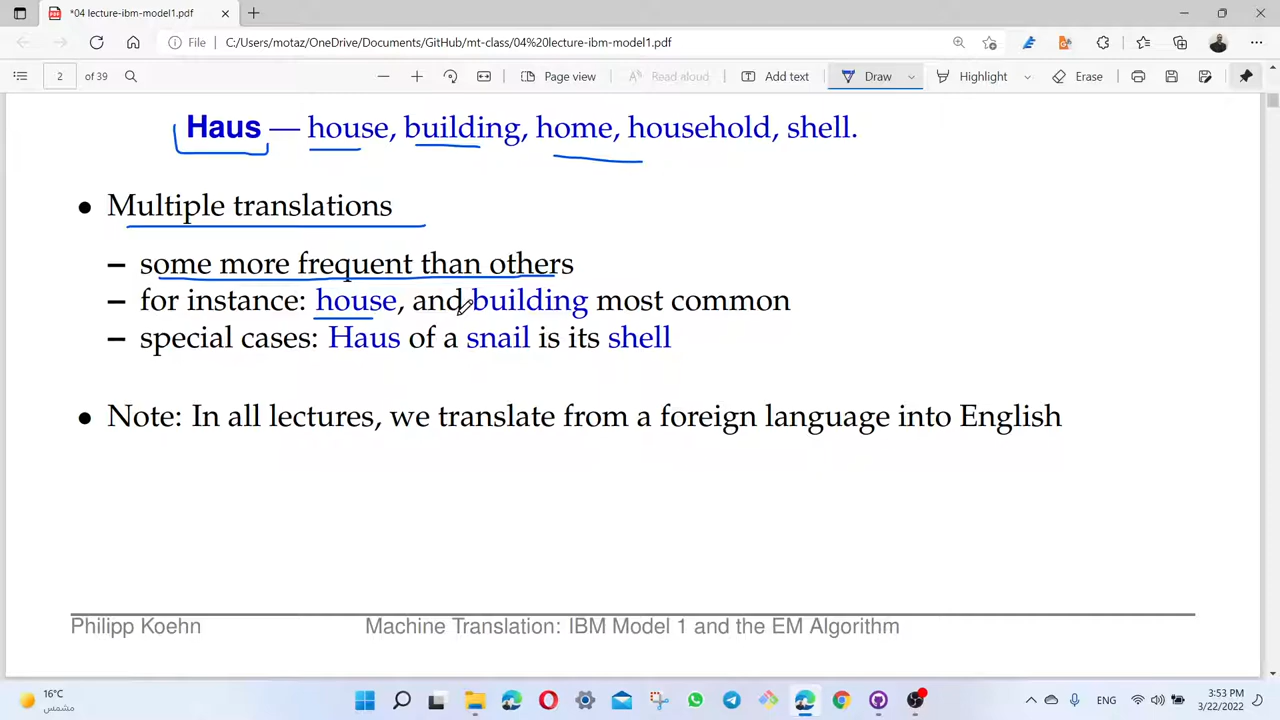 *04 lecture-ibm-model1.pdf
File
C:/Users/motaz/OneDrive/Documents/GitHub/mt-class/04%20lecture-ibm-model1.pdf
2 of 39
Page view
Read aloud
Add text
Draw
Highlight
Erase
Haus — house, building, home, household, shell.
• Multiple translations
– some more frequent than others
– for instance: house, and building most common
– special cases: Haus of a snail is its shell
• Note: In all lectures, we translate from a foreign language into English
Philipp Koehn
Machine Translation: IBM Model 1 and the EM Algorithm
16°C
مشمس
ENG
3:53 PM
3/22/2022